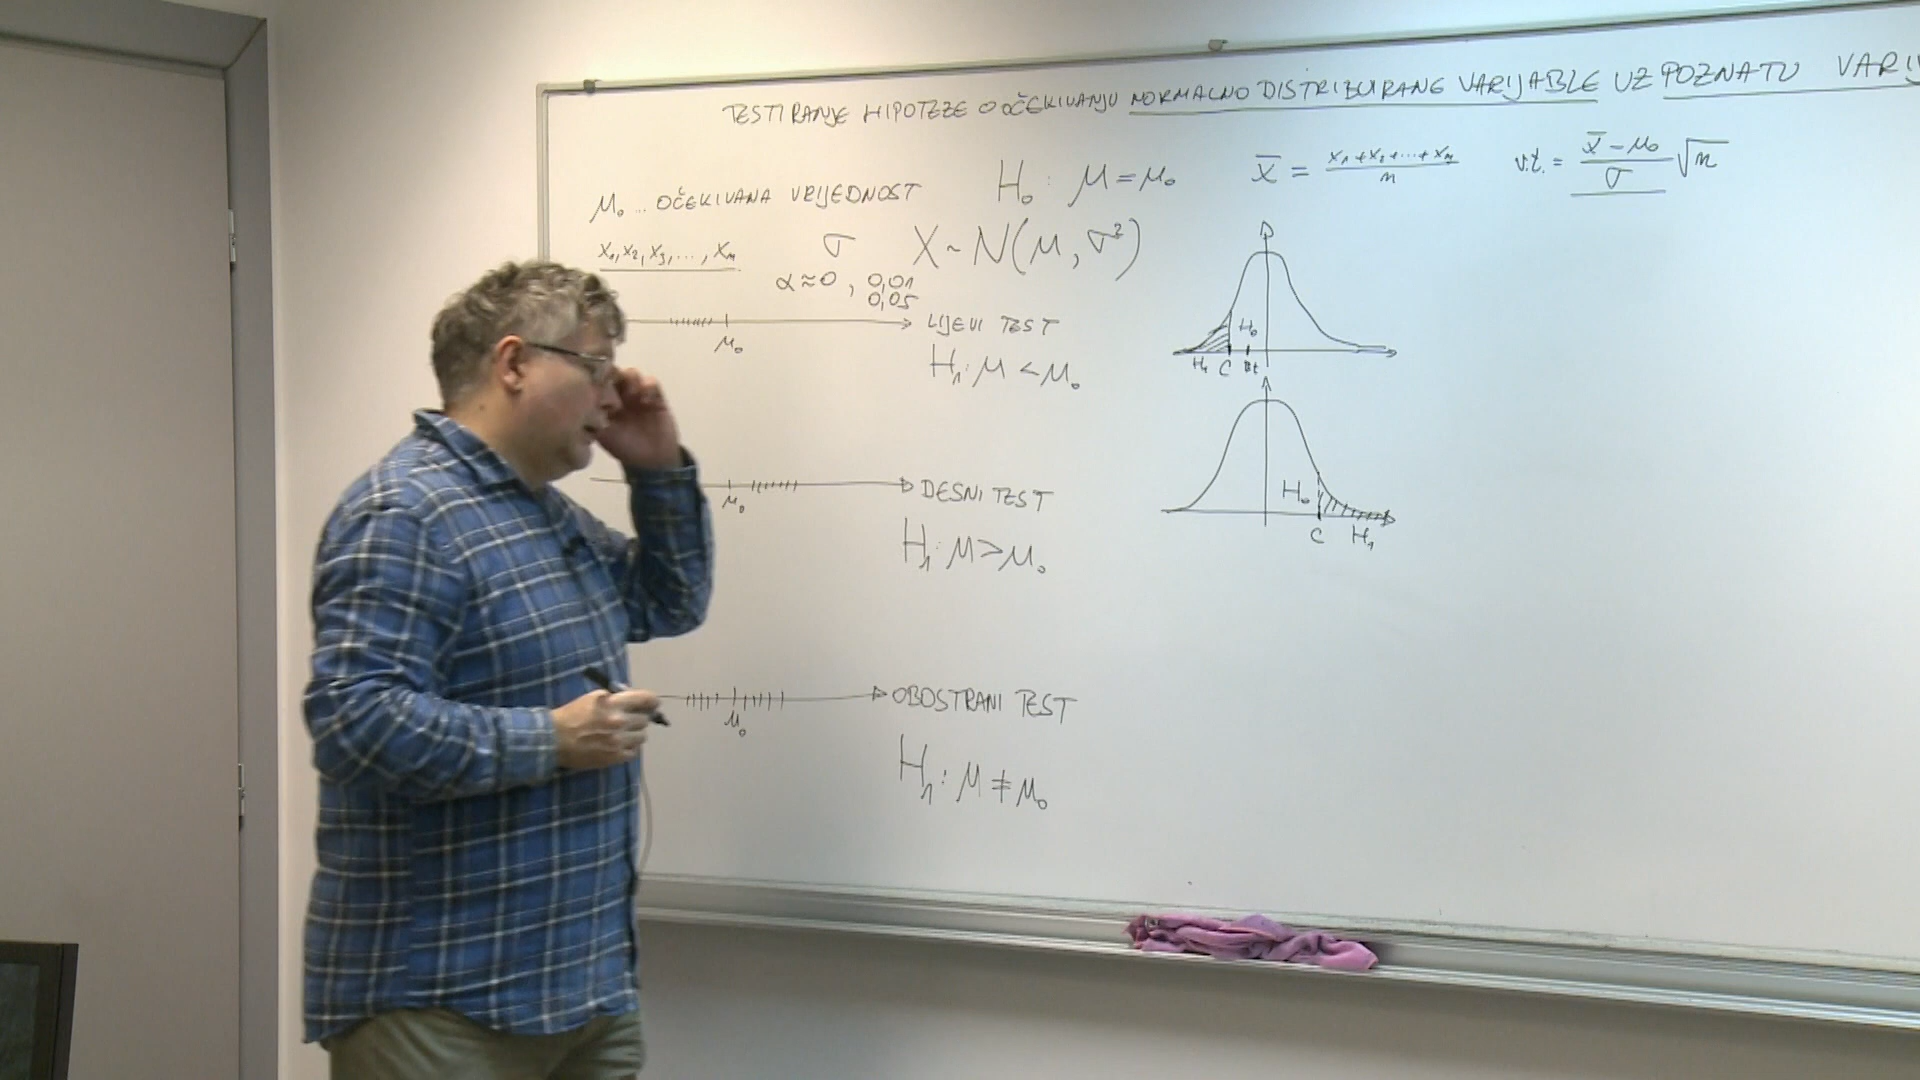 TESTIRANJE HIPOTEZE O OČEKIVANJU NORMALNO DISTRIBUIRANE VARIJABLE UZ POZNATU VARIJ
μ₀ ... OČEKIVANA VRIJEDNOST
H₀ : μ = μ₀
x̄ = (x₁ + x₂ + ... + xₙ) / n
v.t. = (x̄ - μ₀) / σ √n
x₁, x₂, x₃, ..., xₙ
σ
X ~ N(μ, σ²)
α ≈ 0 , 0,01
0,05
μ₀
LIJEVI TEST
H₁ : μ < μ₀
H₀
H₁ C v.t
μ₀
DESNI TEST
H₁ : μ > μ₀
H₀
C H₁
μ₀
OBOSTRANI TEST
H₁ : μ ≠ μ₀